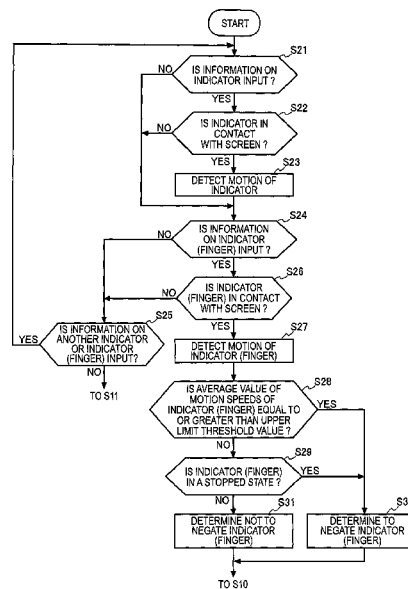 START
S21
IS INFORMATION ON
INDICATOR INPUT ?
NO
YES
S22
IS INDICATOR IN
CONTACT
WITH SCREEN ?
NO
YES
S23
DETECT MOTION OF
INDICATOR
S24
IS INFORMATION
ON INDICATOR
(FINGER) INPUT ?
NO
YES
S26
IS INDICATOR
(FINGER) IN CONTACT
WITH SCREEN ?
NO
YES
S25
IS INFORMATION ON
ANOTHER INDICATOR
OR INDICATOR
(FINGER) INPUT?
YES
NO
TO S11
S27
DETECT MOTION OF
INDICATOR (FINGER)
S28
IS AVERAGE VALUE OF
MOTION SPEEDS OF
INDICATOR (FINGER) EQUAL TO
OR GREATER THAN UPPER
LIMIT THRESHOLD VALUE ?
YES
NO
S29
IS INDICATOR (FINGER)
IN A STOPPED STATE ?
YES
NO
S31
DETERMINE NOT TO
NEGATE INDICATOR
(FINGER)
DETERMINE TO
NEGATE INDICATOR
(FINGER)
TO S10